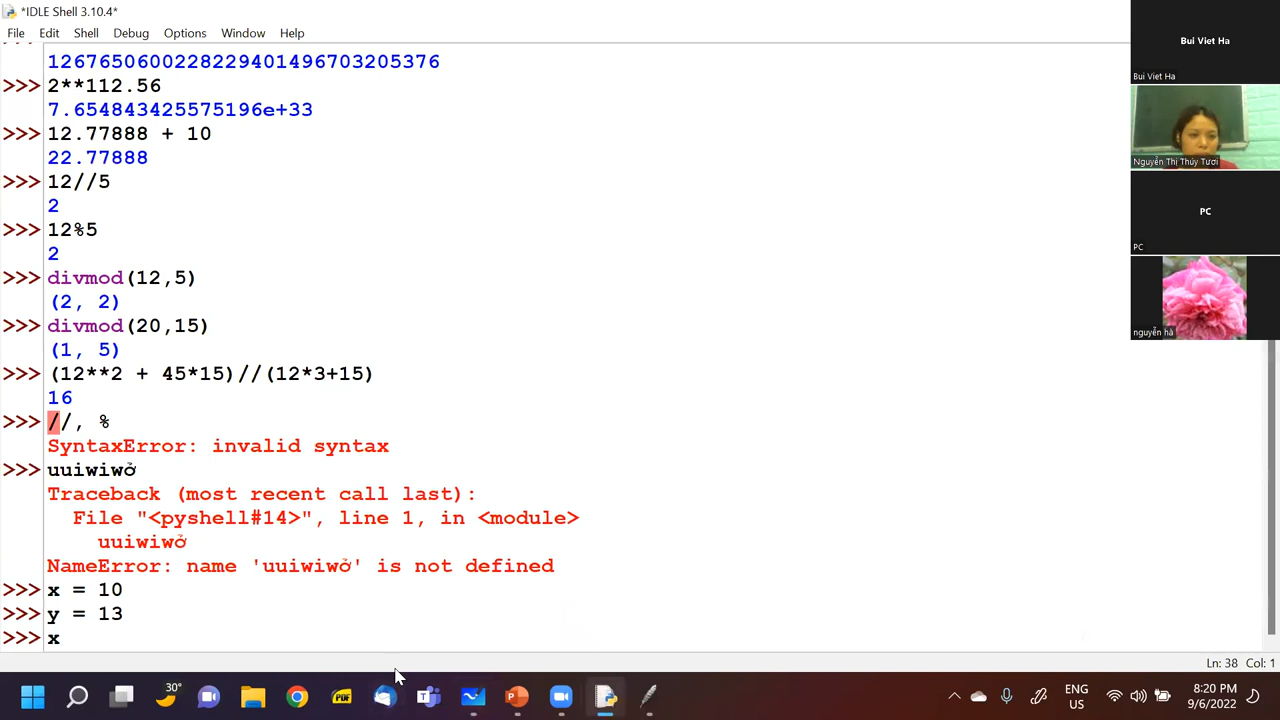 *IDLE Shell 3.10.4*
File Edit Shell Debug Options Window Help
1267650600228229401496703205376
>>> 2**112.56
7.654843425575196e+33
>>> 12.77888 + 10
22.77888
>>> 12//5
2
>>> 12%5
2
>>> divmod(12,5)
(2, 2)
>>> divmod(20,15)
(1, 5)
>>> (12**2 + 45*15)//(12*3+15)
16
>>> //, %
SyntaxError: invalid syntax
>>> uuiwiwở
Traceback (most recent call last):
File "<pyshell#14>", line 1, in <module>
uuiwiwở
NameError: name 'uuiwiwở' is not defined
>>> x = 10
>>> y = 13
>>> x
Bui Viet Ha
Bui Viet Ha
Nguyễn Thị Thúy Tươi
PC
PC
nguyễn hà
Ln: 38 Col: 1
30°
PDF
ENG
US
8:20 PM
9/6/2022